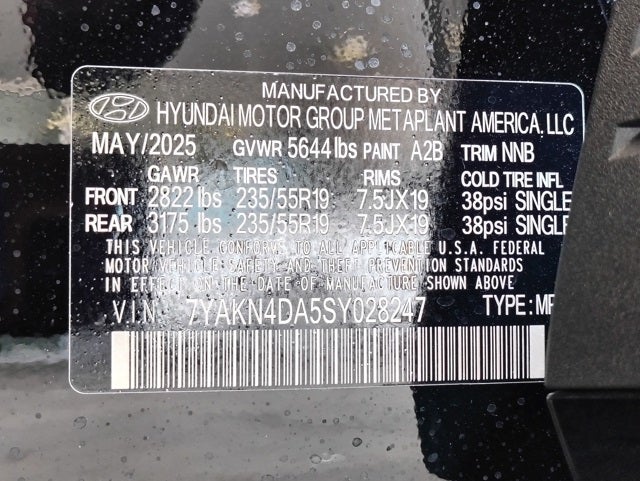 MANUFACTURED BY
HYUNDAI MOTOR GROUP METAPLANT AMERICA, LLC
MAY/2025 GVWR 5644 lbs PAINT A2B TRIM NNB
GAWR TIRES RIMS COLD TIRE INFL
FRONT 2822 lbs 235/55R19 7.5JX19 38psi SINGLE
REAR 3175 lbs 235/55R19 7.5JX19 38psi SINGLE
THIS VEHICLE CONFORMS TO ALL APPLICABLE U.S.A. FEDERAL
MOTOR VEHICLE SAFETY AND THEFT PREVENTION STANDARDS
IN EFFECT ON THE DATE OF MANUFACTURE SHOWN ABOVE
VIN 7YAKN4DA5SY028247 TYPE:MP